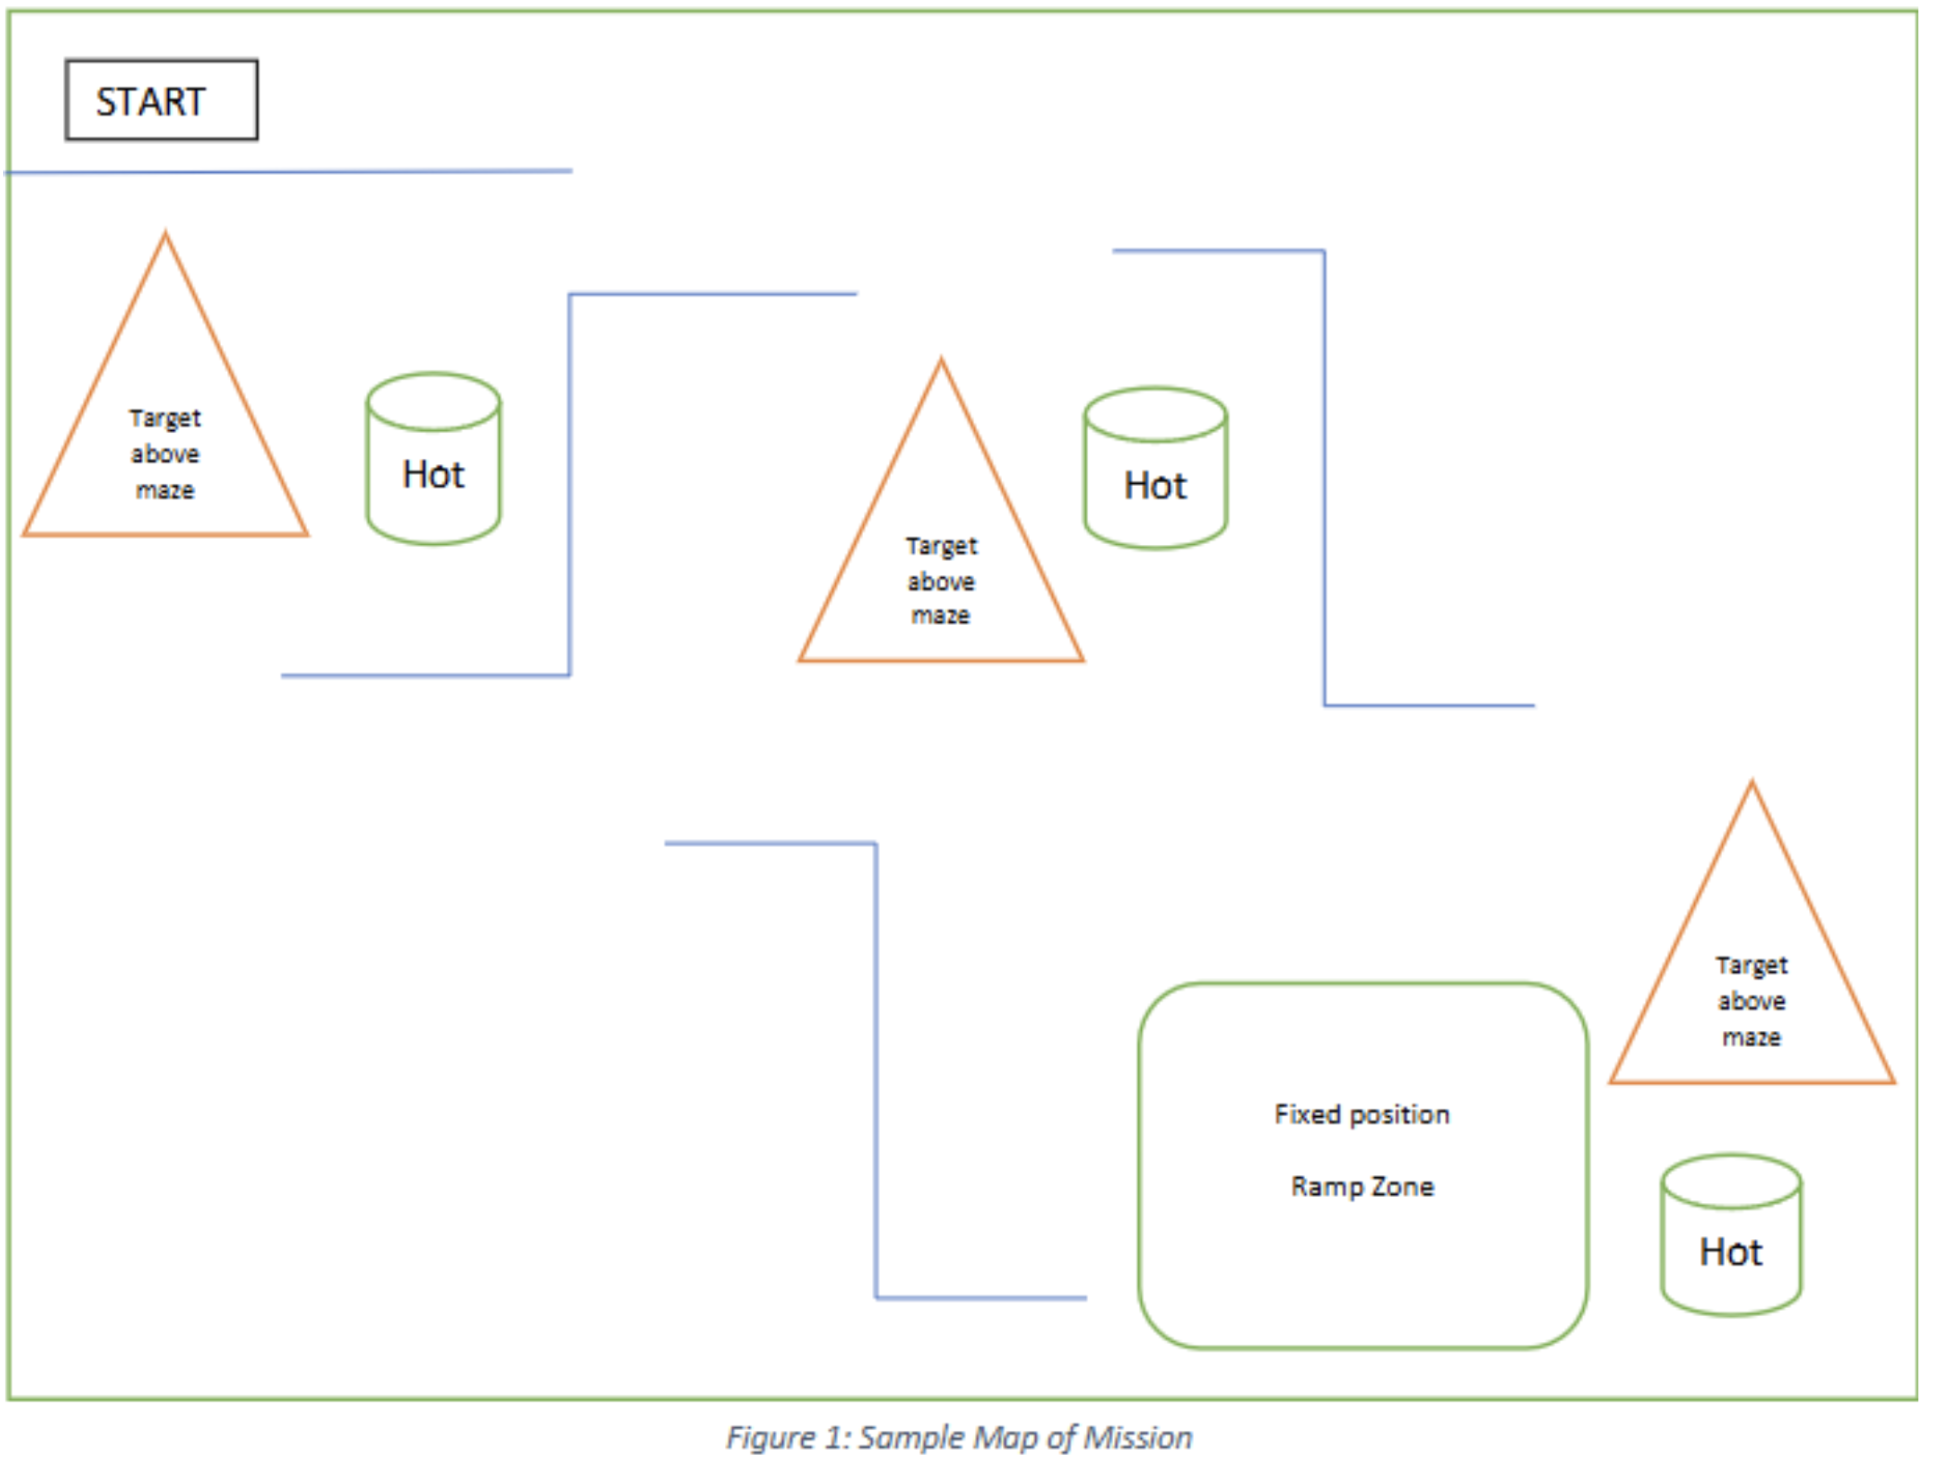 START
Target
above
maze
Hot
Target
above
maze
Hot
Target
above
maze
Fixed position
Ramp Zone
Hot
Figure 1: Sample Map of Mission